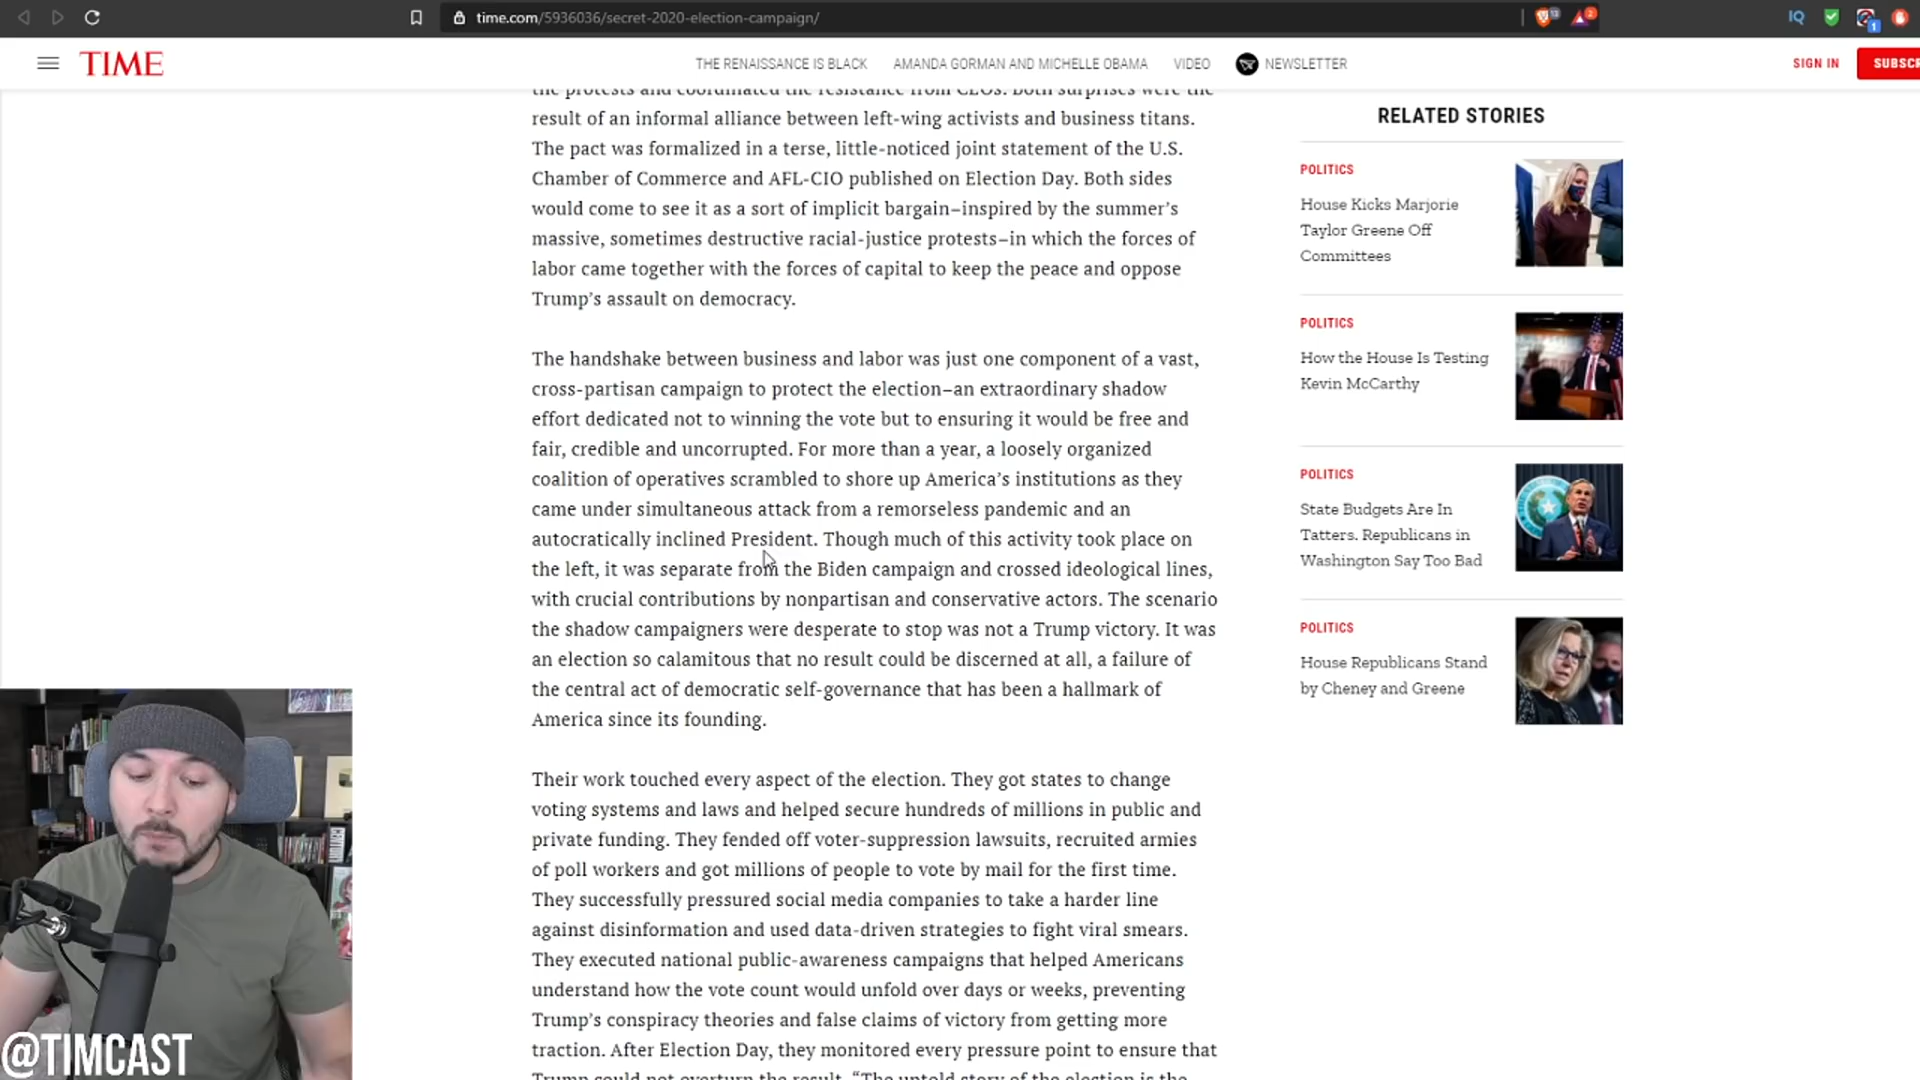 time.com/5936036/secret-2020-election-campaign/
IQ
TIME
THE RENAISSANCE IS BLACK
AMANDA GORMAN AND MICHELLE OBAMA
VIDEO
NEWSLETTER
SIGN IN
SUBSCR
the protests and coordinated the resistance from CEOs. Both surprises were the
result of an informal alliance between left-wing activists and business titans.
The pact was formalized in a terse, little-noticed joint statement of the U.S.
Chamber of Commerce and AFL-CIO published on Election Day. Both sides
would come to see it as a sort of implicit bargain–inspired by the summer's
massive, sometimes destructive racial-justice protests–in which the forces of
labor came together with the forces of capital to keep the peace and oppose
Trump's assault on democracy.
The handshake between business and labor was just one component of a vast,
cross-partisan campaign to protect the election–an extraordinary shadow
effort dedicated not to winning the vote but to ensuring it would be free and
fair, credible and uncorrupted. For more than a year, a loosely organized
coalition of operatives scrambled to shore up America's institutions as they
came under simultaneous attack from a remorseless pandemic and an
autocratically inclined President. Though much of this activity took place on
the left, it was separate from the Biden campaign and crossed ideological lines,
with crucial contributions by nonpartisan and conservative actors. The scenario
the shadow campaigners were desperate to stop was not a Trump victory. It was
an election so calamitous that no result could be discerned at all, a failure of
the central act of democratic self-governance that has been a hallmark of
America since its founding.
Their work touched every aspect of the election. They got states to change
voting systems and laws and helped secure hundreds of millions in public and
private funding. They fended off voter-suppression lawsuits, recruited armies
of poll workers and got millions of people to vote by mail for the first time.
They successfully pressured social media companies to take a harder line
against disinformation and used data-driven strategies to fight viral smears.
They executed national public-awareness campaigns that helped Americans
understand how the vote count would unfold over days or weeks, preventing
Trump's conspiracy theories and false claims of victory from getting more
traction. After Election Day, they monitored every pressure point to ensure that
Trump could not overturn the result. "The untold story of the election is the
RELATED STORIES
POLITICS
House Kicks Marjorie
Taylor Greene Off
Committees
POLITICS
How the House Is Testing
Kevin McCarthy
POLITICS
State Budgets Are In
Tatters. Republicans in
Washington Say Too Bad
POLITICS
House Republicans Stand
by Cheney and Greene
@TIMCAST